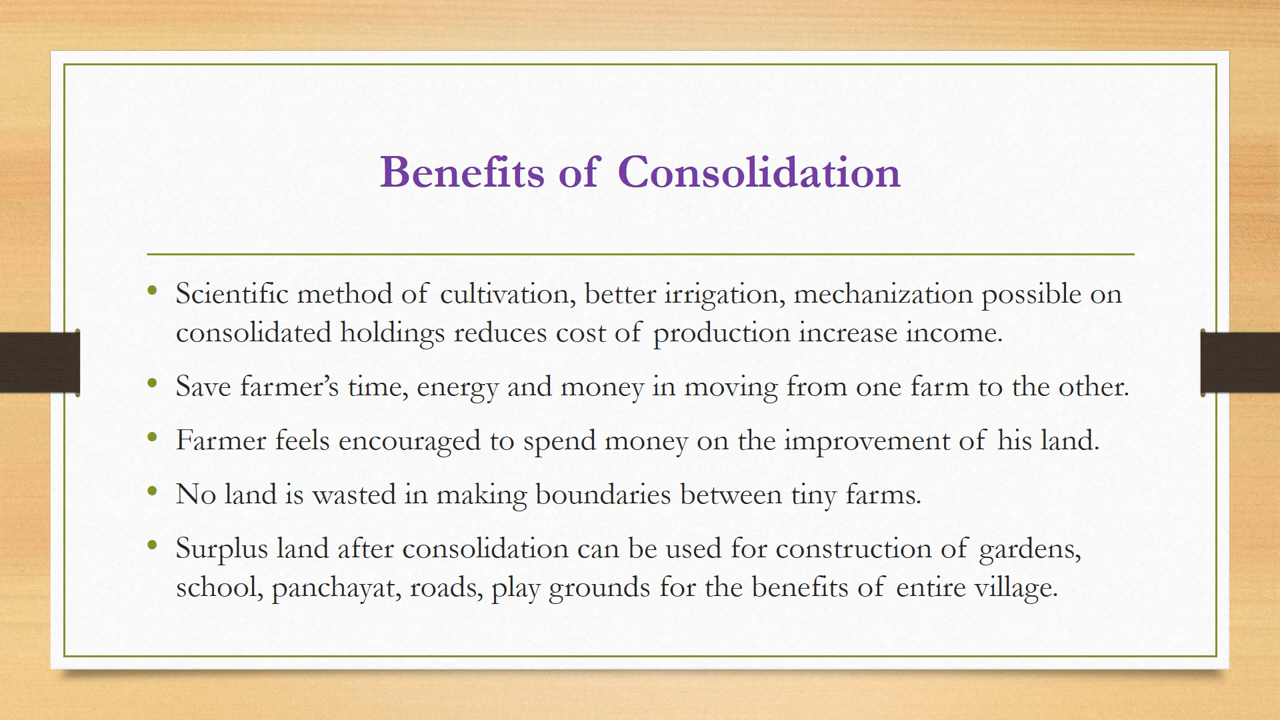 Benefits of Consolidation
• Scientific method of cultivation, better irrigation, mechanization possible on
consolidated holdings reduces cost of production increase income.
• Save farmer’s time, energy and money in moving from one farm to the other.
• Farmer feels encouraged to spend money on the improvement of his land.
• No land is wasted in making boundaries between tiny farms.
• Surplus land after consolidation can be used for construction of gardens,
school, panchayat, roads, play grounds for the benefits of entire village.